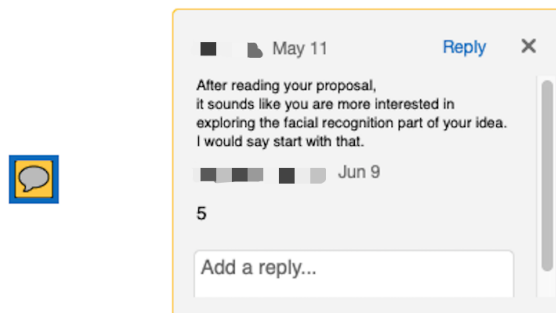 May 11 Reply
After reading your proposal,
it sounds like you are more interested in
exploring the facial recognition part of your idea.
I would say start with that.
Jun 9
5
Add a reply...